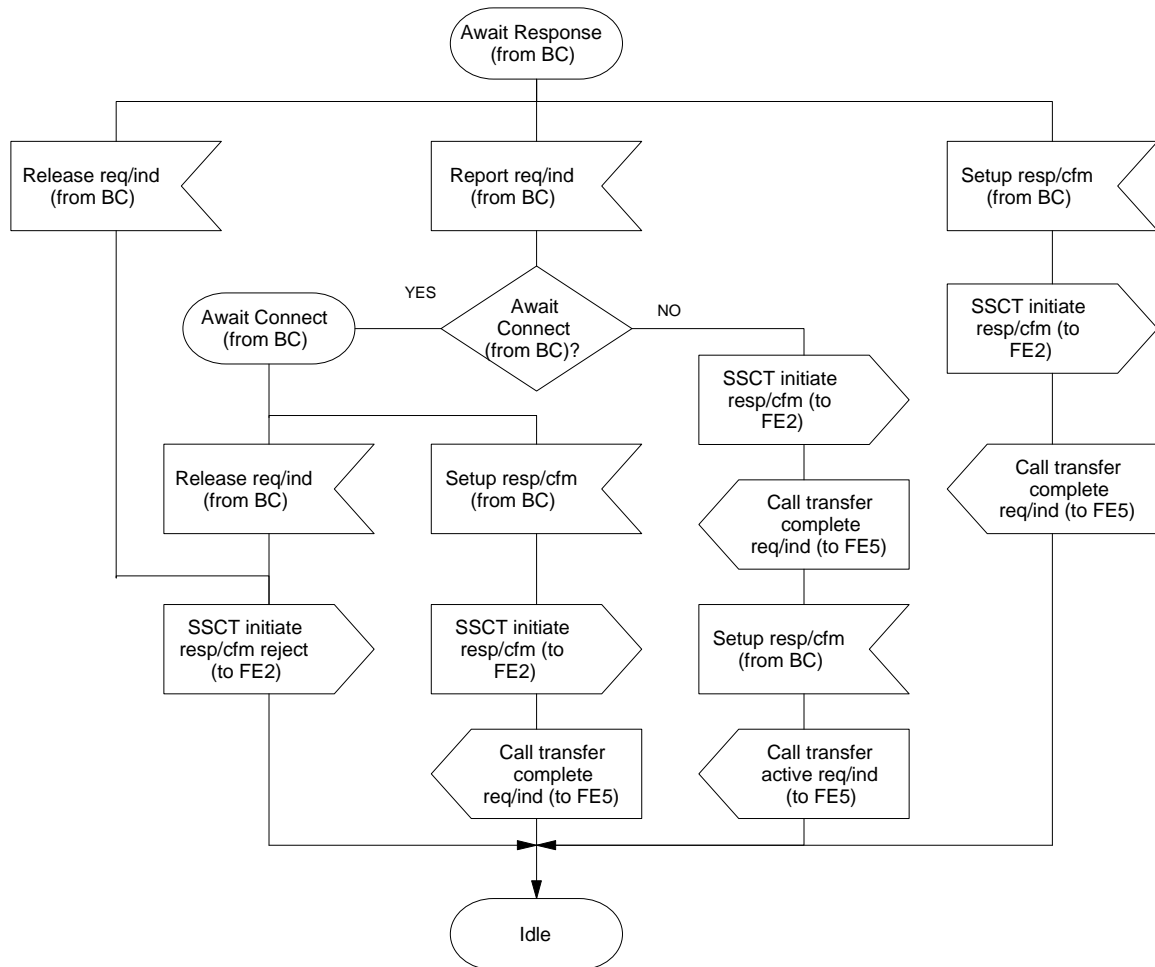 Await Response
(from BC)
Release req/ind
(from BC)
Report req/ind
(from BC)
Setup resp/cfm
(from BC)
YES
Await
Connect
(from BC)?
NO
Await Connect
(from BC)
SSCT initiate
resp/cfm (to
FE2)
SSCT initiate
resp/cfm (to
FE2)
Release req/ind
(from BC)
Setup resp/cfm
(from BC)
Call transfer
complete
req/ind (to FE5)
Call transfer
complete
req/ind (to FE5)
SSCT initiate
resp/cfm reject
(to FE2)
SSCT initiate
resp/cfm (to
FE2)
Setup resp/cfm
(from BC)
Call transfer
complete
req/ind (to FE5)
Call transfer
active req/ind
(to FE5)
Idle